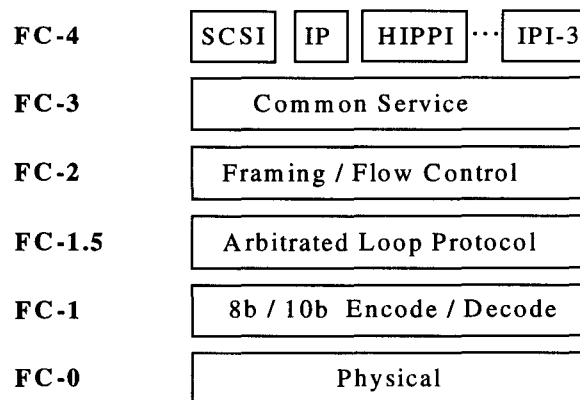 FC-4 SCSI IP HIPPI ... IPI-3
FC-3 Common Service
FC-2 Framing / Flow Control
FC-1.5 Arbitrated Loop Protocol
FC-1 8b / 10b Encode / Decode
FC-0 Physical